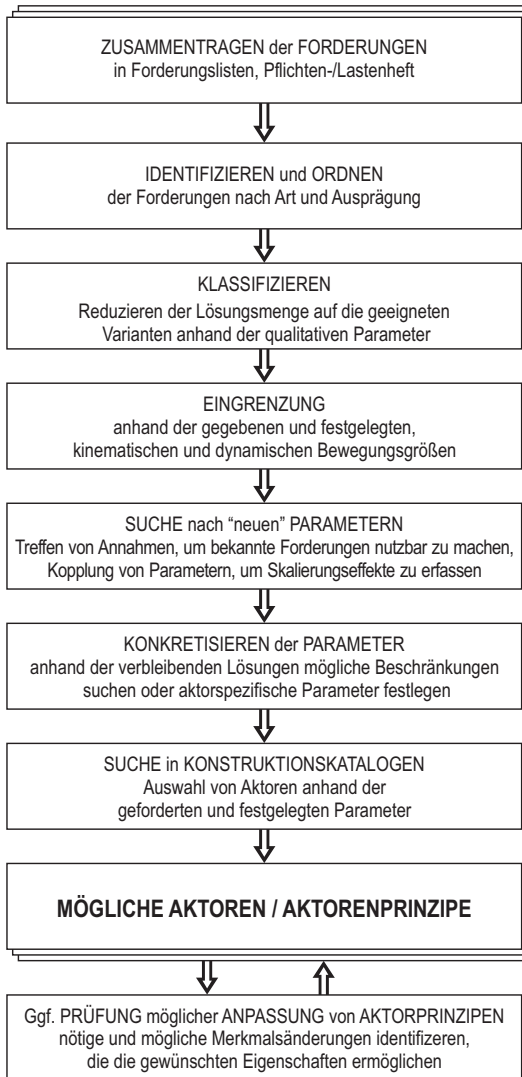 ZUSAMMENTRAGEN der FORDERUNGEN
in Forderungslisten, Pflichten-/Lastenheft
IDENTIFIZIEREN und ORDNEN
der Forderungen nach Art und Ausprägung
KLASSIFIZIEREN
Reduzieren der Lösungsmenge auf die geeigneten
Varianten anhand der qualitativen Parameter
EINGRENZUNG
anhand der gegebenen und festgelegten,
kinematischen und dynamischen Bewegungsgrößen
SUCHE nach “neuen” PARAMETERN
Treffen von Annahmen, um bekannte Forderungen nutzbar zu machen,
Kopplung von Parametern, um Skalierungseffekte zu erfassen
KONKRETISIEREN der PARAMETER
anhand der verbleibenden Lösungen mögliche Beschränkungen
suchen oder aktorspezifische Parameter festlegen
SUCHE in KONSTRUKTIONSKATALOGEN
Auswahl von Aktoren anhand der
geforderten und festgelegten Parameter
MÖGLICHE AKTOREN / AKTORENPRINZIPE
Ggf. PRÜFUNG möglicher ANPASSUNG von AKTORPRINZIPEN
nötige und mögliche Merkmalsänderungen identifizeren,
die die gewünschten Eigenschaften ermöglichen